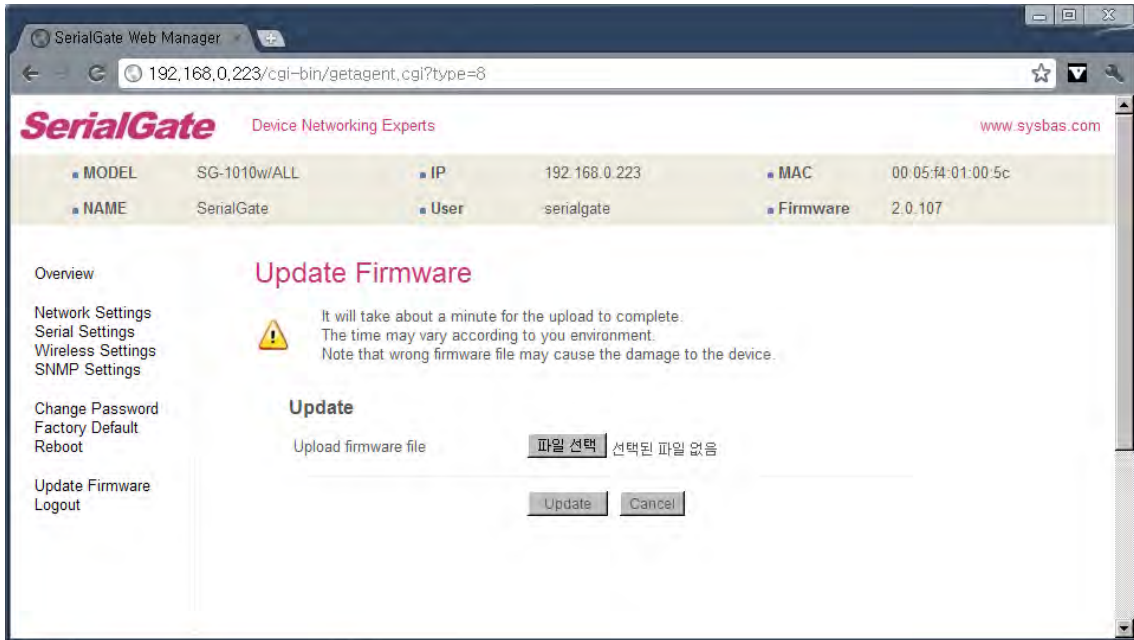 SerialGate Web Manager
192.168.0.223/cgi-bin/getagent.cgi?type=8
SerialGate Device Networking Experts www.sysbas.com
MODEL SG-1010w/ALL IP 192.168.0.223 MAC 00:05:f4:01:00:5c
NAME SerialGate User serialgate Firmware 2.0.107
Overview
Network Settings
Serial Settings
Wireless Settings
SNMP Settings
Change Password
Factory Default
Reboot
Update Firmware
Logout
Update Firmware
It will take about a minute for the upload to complete.
The time may vary according to you environment.
Note that wrong firmware file may cause the damage to the device.
Update
Upload firmware file 파일 선택 선택된 파일 없음
Update Cancel